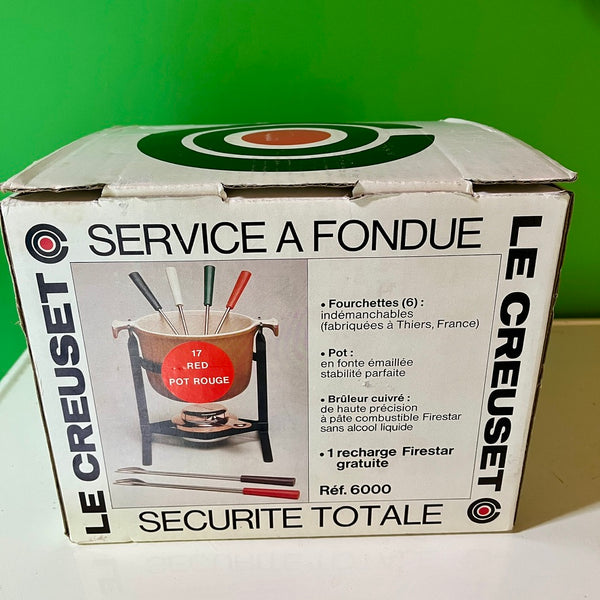 SERVICE A FONDUE
LE CREUSET
17
RED
POT ROUGE
• Fourchettes (6) :
indémanchables
(fabriquées à Thiers, France)
• Pot :
en fonte émaillée
stabilité parfaite
• Brûleur cuivré :
de haute précision
à pâte combustible Firestar
sans alcool liquide
• 1 recharge Firestar
gratuite
Réf. 6000
LE CREUSET
SECURITE TOTALE